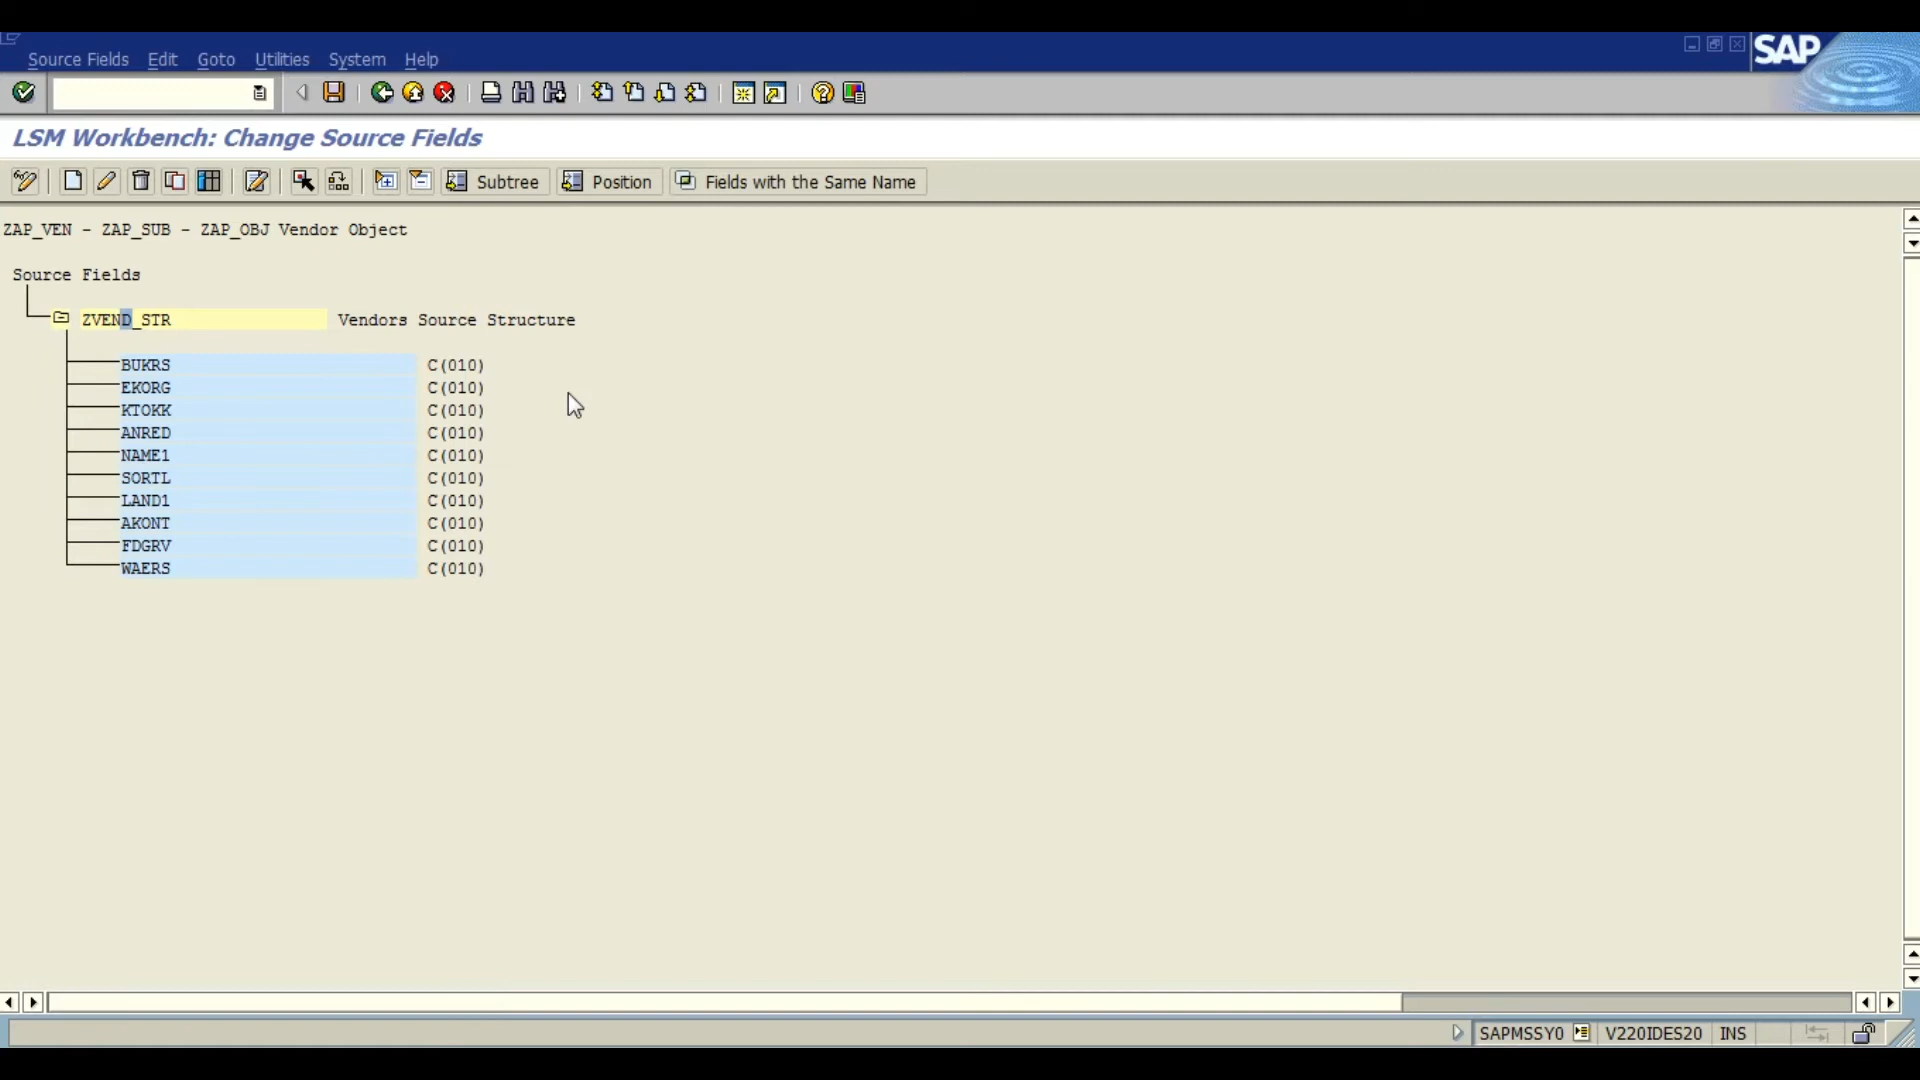 Source Fields Edit Goto Utilities System Help
SAP
LSM Workbench: Change Source Fields
Subtree Position Fields with the Same Name
ZAP_VEN - ZAP_SUB - ZAP_OBJ Vendor Object
Source Fields
ZVEND_STR Vendors Source Structure
BUKRS C(010)
EKORG C(010)
KTOKK C(010)
ANRED C(010)
NAME1 C(010)
SORTL C(010)
LAND1 C(010)
AKONT C(010)
FDGRV C(010)
WAERS C(010)
SAPMSSY0 V220IDES20 INS